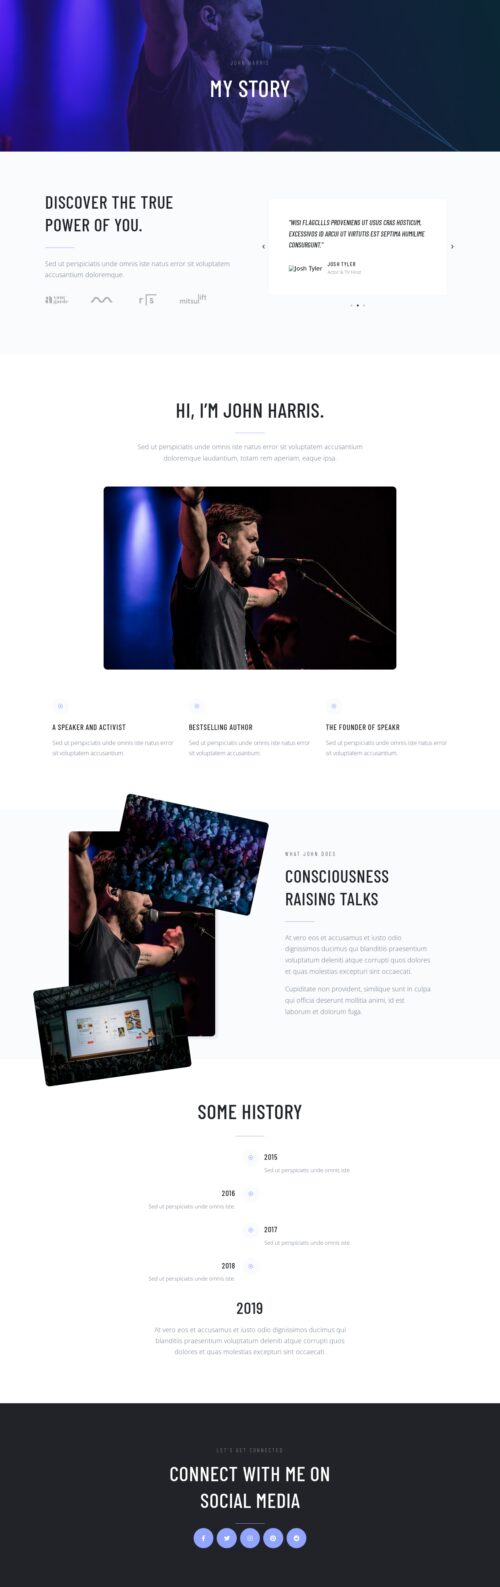 JOHN HARRIS
MY STORY
DISCOVER THE TRUE
POWER OF YOU.
Sed ut perspiciatis unde omnis iste natus error sit voluptatem
accusantium doloremque.
mitsul lift
"WISI FLAGCLLLS PROVENIENS UT USUS CRAS HOSTICUM,
EXCESSIVOS ID ARCUI UT VIRTUTIS EST SEPTIMA HUMILIME
CONSURGUNT."
Josh Tyler
JOSH TYLER
Actor & TV Host
HI, I'M JOHN HARRIS.
Sed ut perspiciatis unde omnis iste natus error sit voluptatem accusantium
doloremque laudantium, totam rem aperiam, eaque ipsa.
A SPEAKER AND ACTIVIST
Sed ut perspiciatis unde omnis iste natus error
sit voluptatem accusantium.
BESTSELLING AUTHOR
Sed ut perspiciatis unde omnis iste natus error
sit voluptatem accusantium.
THE FOUNDER OF SPEAKR
Sed ut perspiciatis unde omnis iste natus error
sit voluptatem accusantium.
WHAT JOHN DOES
CONSCIOUSNESS
RAISING TALKS
At vero eos et accusamus et iusto odio
dignissimos ducimus qui blanditiis praesentium
voluptatum deleniti atque corrupti quos dolores
et quas molestias excepturi sint occaecati.
Cupiditate non provident, similique sunt in culpa
qui officia deserunt mollitia animi, id est
laborum et dolorum fuga.
SOME HISTORY
2015
Sed ut perspiciatis unde omnis iste.
2016
Sed ut perspiciatis unde omnis iste.
2017
Sed ut perspiciatis unde omnis iste.
2018
Sed ut perspiciatis unde omnis iste.
2019
At vero eos et accusamus et iusto odio dignissimos ducimus qui
blanditiis praesentium voluptatum deleniti atque corrupti quos
dolores et quas molestias excepturi sint occaecati
LET'S GET CONNECTED
CONNECT WITH ME ON
SOCIAL MEDIA